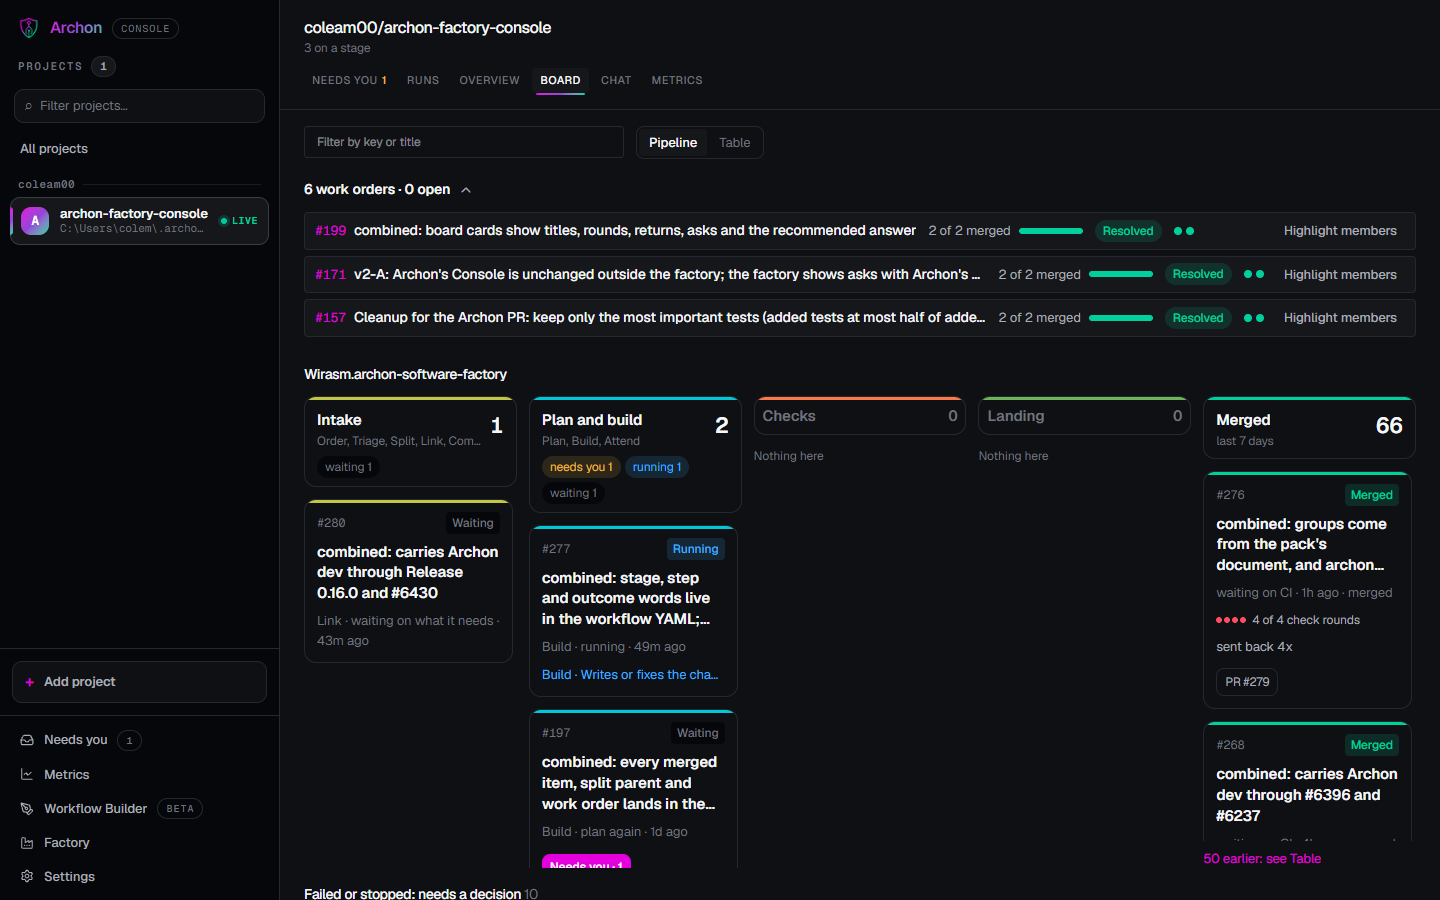 Archon CONSOLE
PROJECTS 1
Filter projects...
All projects
coleam00
A archon-factory-console LIVE
C:\Users\colem\.archo…
+ Add project
Needs you 1
Metrics
Workflow Builder BETA
Factory
Settings
coleam00/archon-factory-console
3 on a stage
NEEDS YOU 1 RUNS OVERVIEW BOARD CHAT METRICS
Filter by key or title
Pipeline Table
6 work orders · 0 open
#199 combined: board cards show titles, rounds, returns, asks and the recommended answer 2 of 2 merged Resolved Highlight members
#171 v2-A: Archon's Console is unchanged outside the factory; the factory shows asks with Archon's ... 2 of 2 merged Resolved Highlight members
#157 Cleanup for the Archon PR: keep only the most important tests (added tests at most half of adde... 2 of 2 merged Resolved Highlight members
Wirasm.archon-software-factory
Intake 1
Order, Triage, Split, Link, Com...
waiting 1
#280 Waiting
combined: carries Archon
dev through Release
0.16.0 and #6430
Link · waiting on what it needs ·
43m ago
Plan and build 2
Plan, Build, Attend
needs you 1 running 1
waiting 1
#277 Running
combined: stage, step
and outcome words live
in the workflow YAML;...
Build · running · 49m ago
Build · Writes or fixes the cha...
#197 Waiting
combined: every merged
item, split parent and
work order lands in the...
Build · plan again · 1d ago
Needs you · 1
Checks 0
Nothing here
Landing 0
Nothing here
Merged 66
last 7 days
#276 Merged
combined: groups come
from the pack's
document, and archon...
waiting on CI · 1h ago · merged
4 of 4 check rounds
sent back 4x
PR #279
#268 Merged
combined: carries Archon
dev through #6396 and
#6237
50 earlier: see Table
Failed or stopped: needs a decision 10